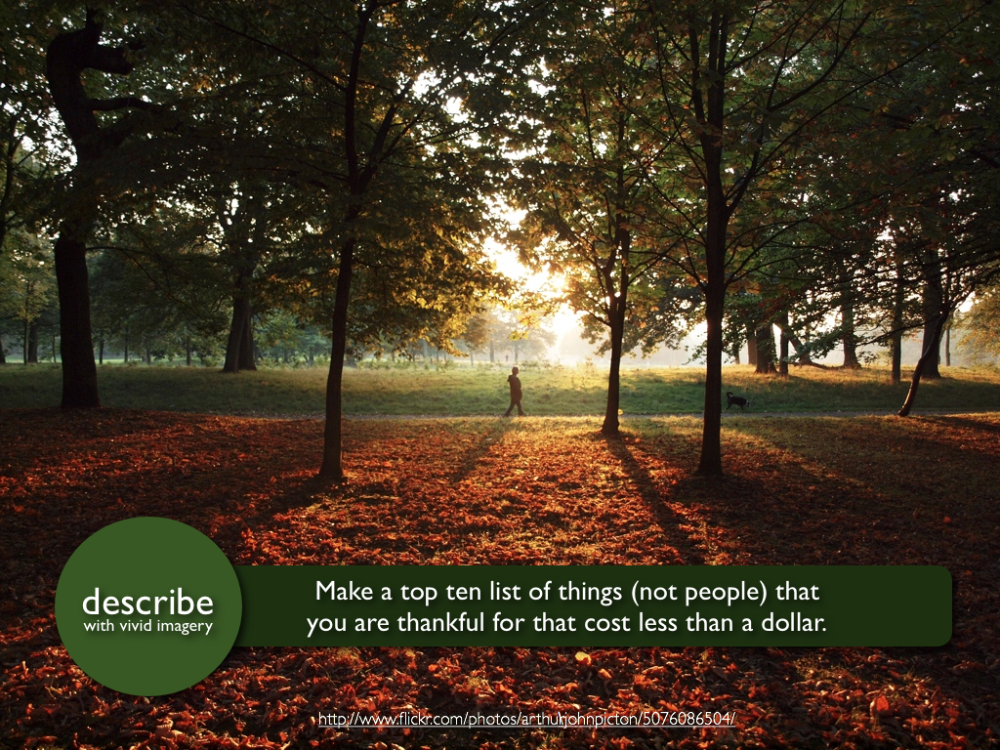 describe
with vivid imagery
Make a top ten list of things (not people) that
you are thankful for that cost less than a dollar.
http://www.flickr.com/photos/arthurjohnpicton/5076086504/